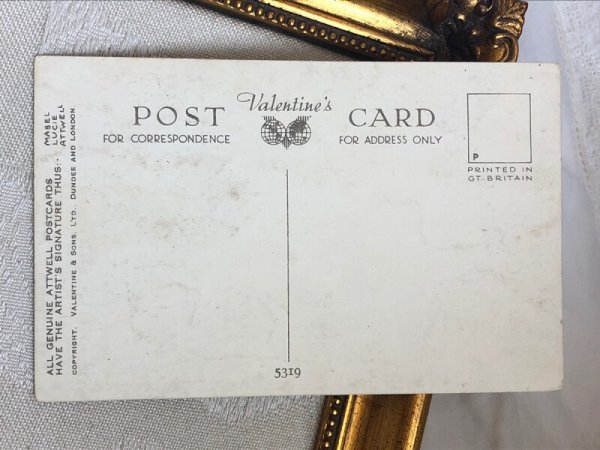 Valentine's
POST CARD
FOR CORRESPONDENCE
FOR ADDRESS ONLY
P
PRINTED IN
GT. BRITAIN
ALL GENUINE ATTWELL POSTCARDS
HAVE THE ARTIST'S SIGNATURE THUS:-
MABEL
LUCIE
ATTWELL
COPYRIGHT. VALENTINE & SONS, LTD. DUNDEE AND LONDON
5319